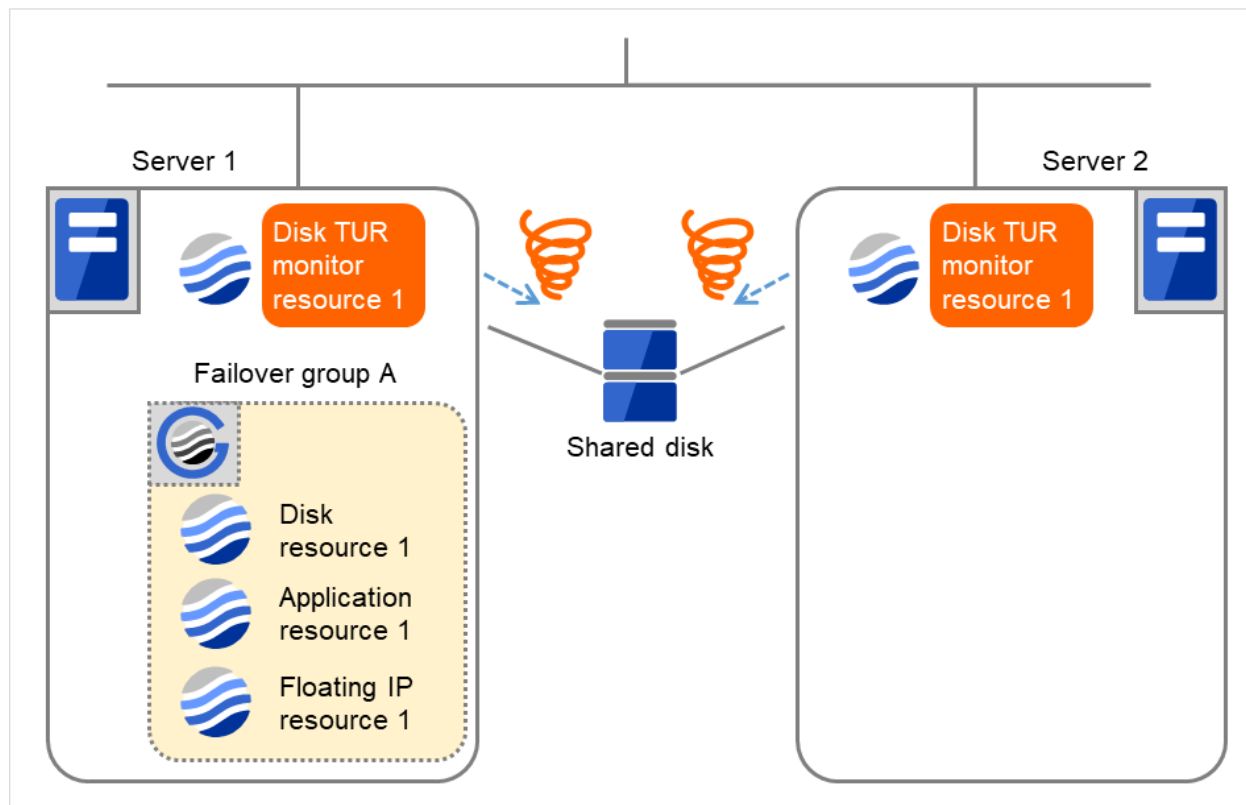 Server 1
Server 2
Disk TUR
monitor
resource 1
Disk TUR
monitor
resource 1
Failover group A
Shared disk
Disk
resource 1
Application
resource 1
Floating IP
resource 1